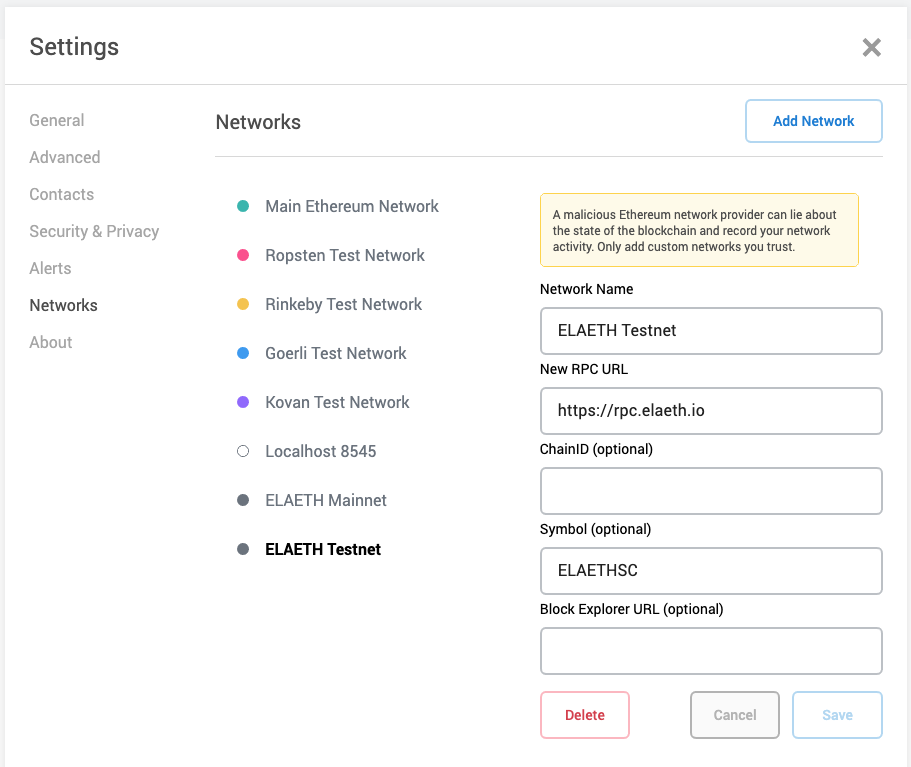 Settings
General
Advanced
Contacts
Security & Privacy
Alerts
Networks
About
Networks
Add Network
Main Ethereum Network
Ropsten Test Network
Rinkeby Test Network
Goerli Test Network
Kovan Test Network
Localhost 8545
ELAETH Mainnet
ELAETH Testnet
A malicious Ethereum network provider can lie about
the state of the blockchain and record your network
activity. Only add custom networks you trust.
Network Name
ELAETH Testnet
New RPC URL
https://rpc.elaeth.io
ChainID (optional)
Symbol (optional)
ELAETHSC
Block Explorer URL (optional)
Delete
Cancel
Save